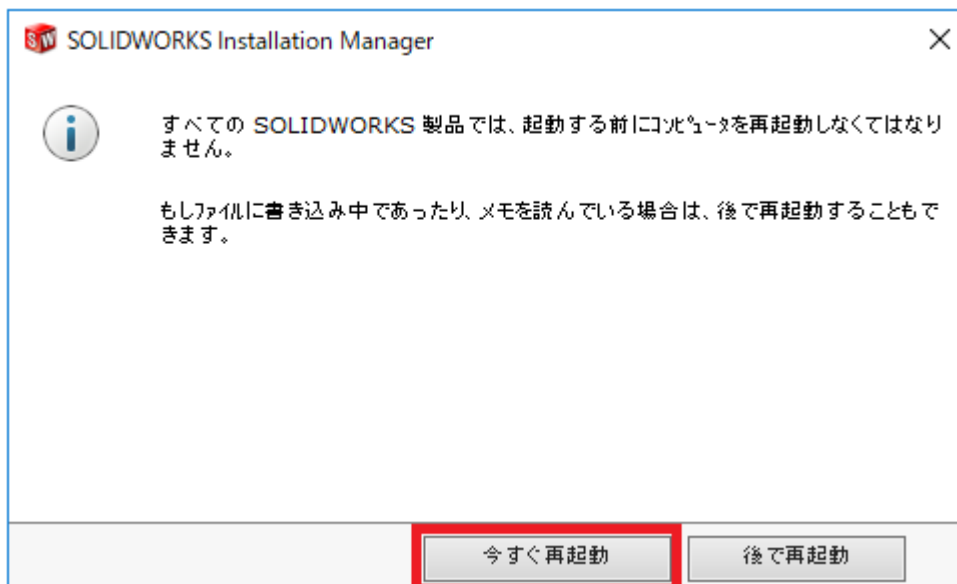 SOLIDWORKS Installation Manager
すべての SOLIDWORKS 製品では、起動する前にｺﾝﾋﾟｭｰﾀを再起動しなくてはなり
ません。
もしﾌｧｲﾙに書き込み中であったり、メモを読んでいる場合は、後で再起動することもで
きます。
今すぐ再起動
後で再起動